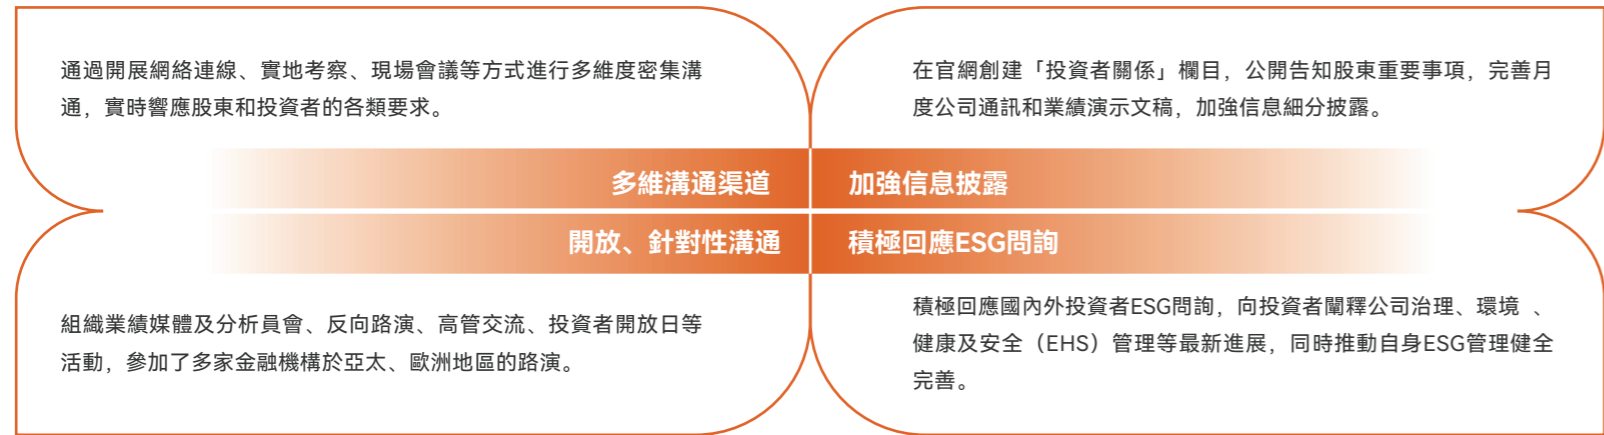 通過開展網絡連線、實地考察、現場會議等方式進行多維度密集溝
通，實時響應股東和投資者的各類要求。
在官網創建「投資者關係」欄目，公開告知股東重要事項，完善月
度公司通訊和業績演示文稿，加強信息細分披露。
多維溝通渠道
加強信息披露
開放、針對性溝通
積極回應ESG問詢
組織業績媒體及分析員會、反向路演、高管交流、投資者開放日等
活動，參加了多家金融機構於亞太、歐洲地區的路演。
積極回應國內外投資者ESG問詢，向投資者闡釋公司治理、環境 、
健康及安全（EHS）管理等最新進展，同時推動自身ESG管理健全
完善。